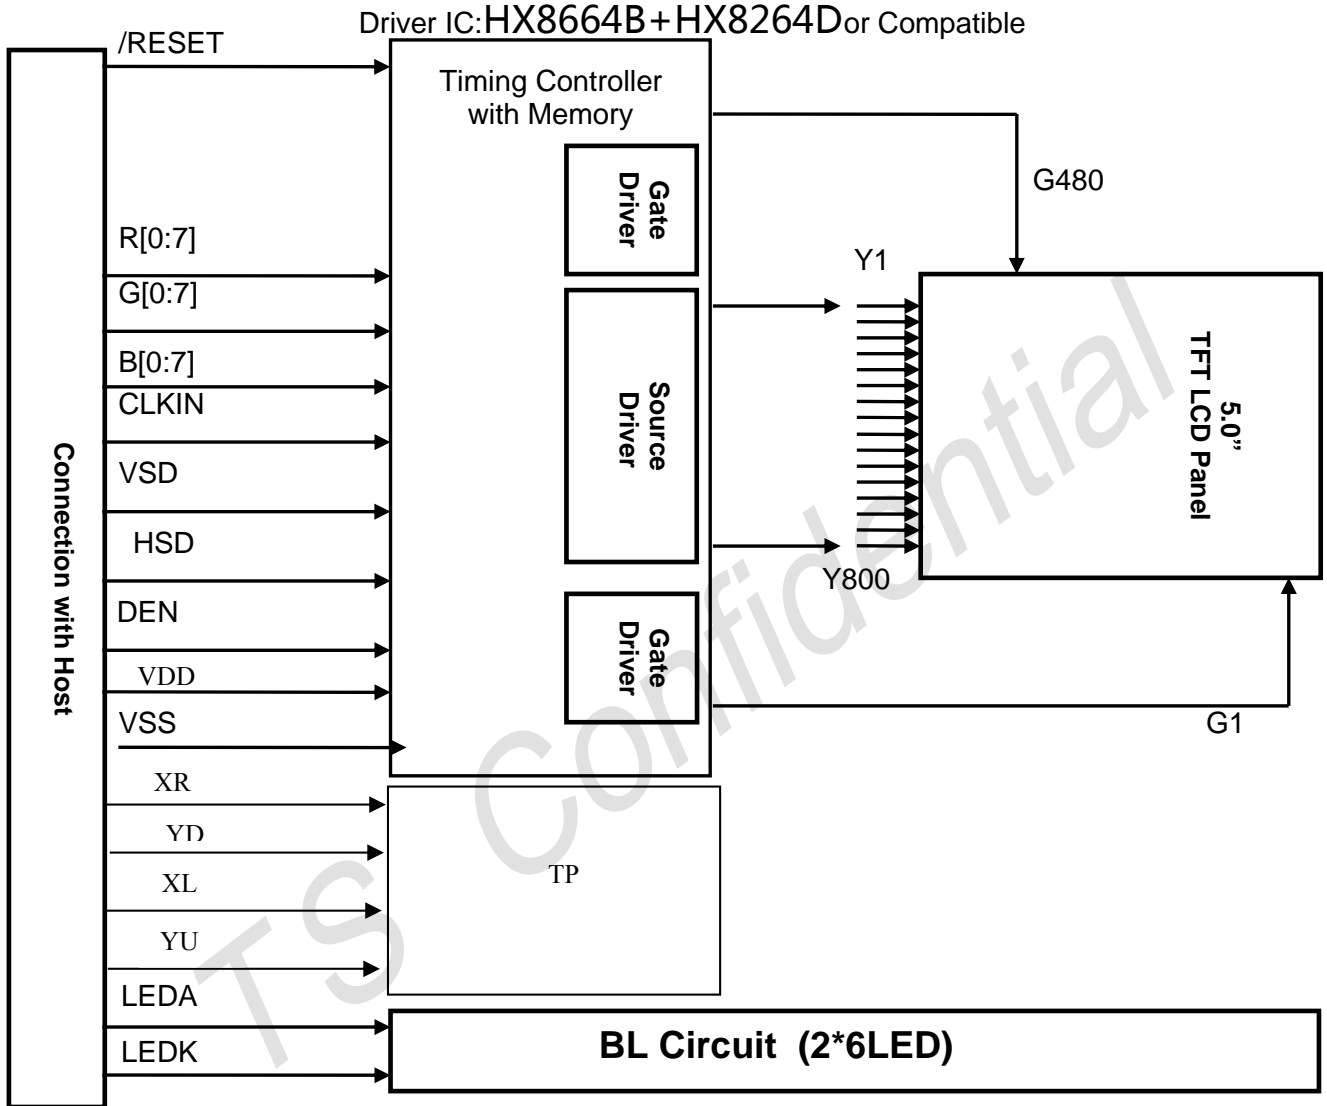 Driver IC:HX8664B+HX8264Dor Compatible
/RESET
Timing Controller
with Memory
Gate
Driver
G480
R[0:7]
Y1
G[0:7]
B[0:7]
CLKIN
Source
Driver
5.0”
TFT LCD Panel
Connection with Host
VSD
HSD
Y800
DEN
Gate
Driver
VDD
VSS
G1
XR
YD
XL
TP
YU
LEDA
LEDK
BL Circuit (2*6LED)
TS Confidential